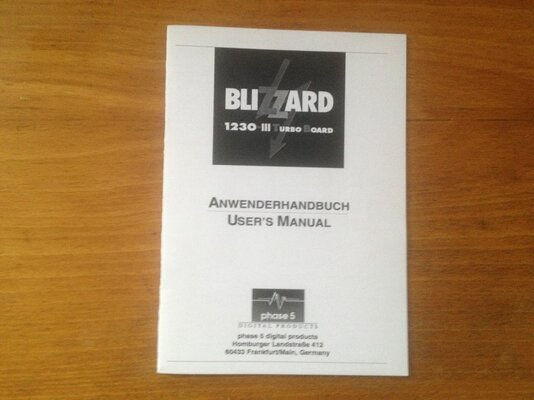 BLIZZARD
1230-III TURBO BOARD
ANWENDERHANDBUCH
USER'S MANUAL
phase 5
DIGITAL PRODUCTS
phase 5 digital products
Homburger Landstraße 412
60433 Frankfurt/Main, Germany